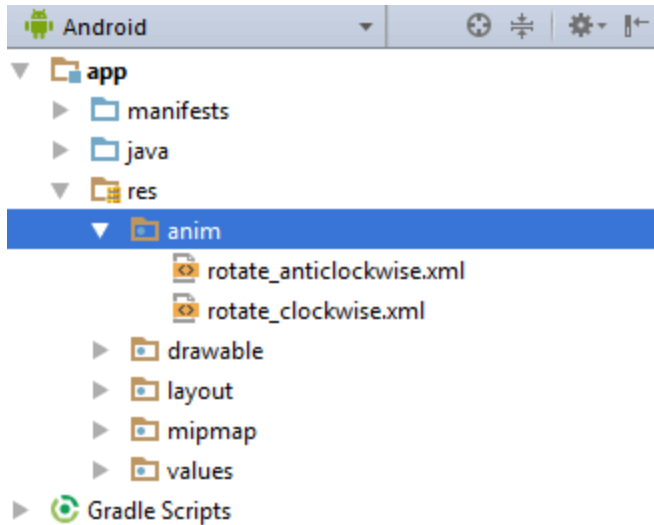 Android
app
manifests
java
res
anim
rotate_anticlockwise.xml
rotate_clockwise.xml
drawable
layout
mipmap
values
Gradle Scripts